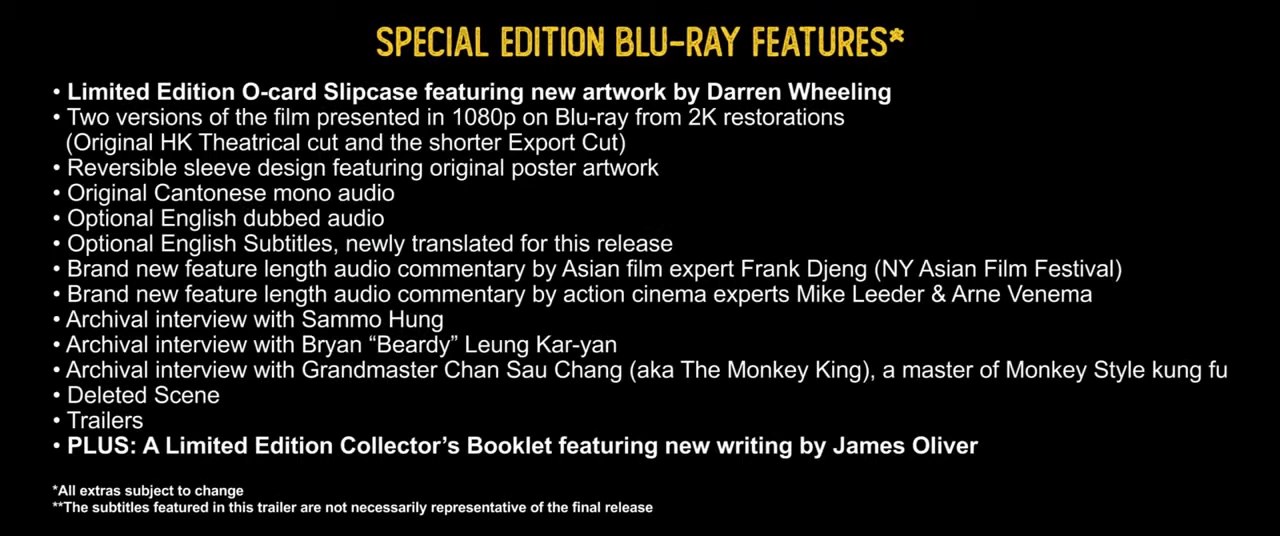 SPECIAL EDITION BLU-RAY FEATURES*
• Limited Edition O-card Slipcase featuring new artwork by Darren Wheeling
• Two versions of the film presented in 1080p on Blu-ray from 2K restorations
(Original HK Theatrical cut and the shorter Export Cut)
• Reversible sleeve design featuring original poster artwork
• Original Cantonese mono audio
• Optional English dubbed audio
• Optional English Subtitles, newly translated for this release
• Brand new feature length audio commentary by Asian film expert Frank Djeng (NY Asian Film Festival)
• Brand new feature length audio commentary by action cinema experts Mike Leeder & Arne Venema
• Archival interview with Sammo Hung
• Archival interview with Bryan “Beardy” Leung Kar-yan
• Archival interview with Grandmaster Chan Sau Chang (aka The Monkey King), a master of Monkey Style kung fu
• Deleted Scene
• Trailers
• PLUS: A Limited Edition Collector’s Booklet featuring new writing by James Oliver
*All extras subject to change
**The subtitles featured in this trailer are not necessarily representative of the final release